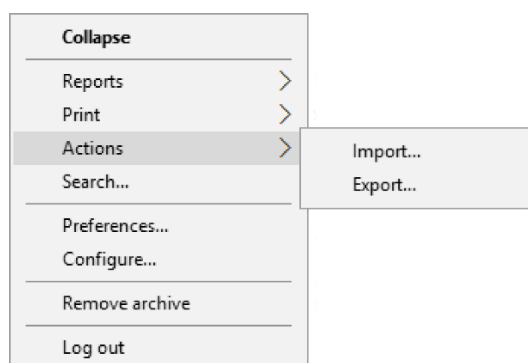 Collapse
Reports
Print
Actions
Import...
Search...
Export...
Preferences...
Configure...
Remove archive
Log out